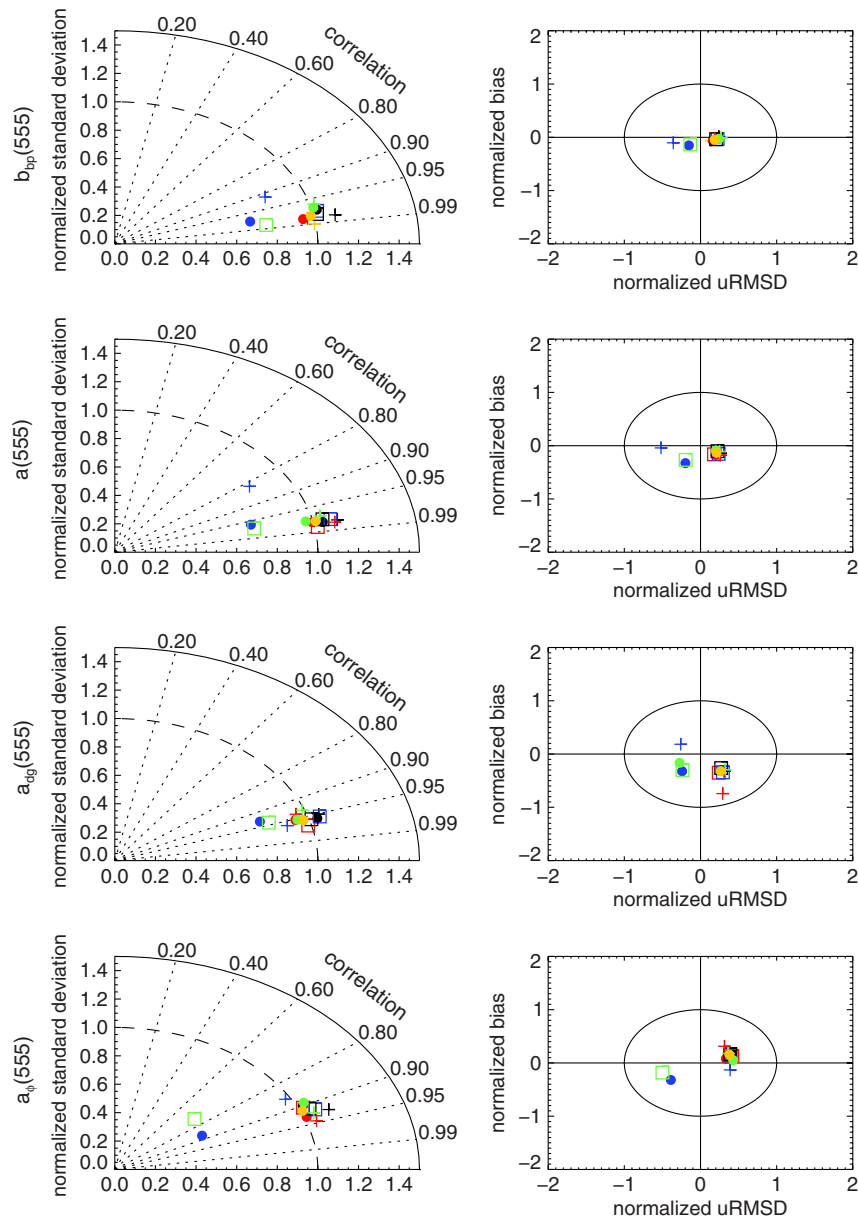 b_bp(555)
normalized standard deviation
1.4
1.2
1.0
0.8
0.6
0.4
0.2
0.0
0.0 0.2 0.4 0.6 0.8 1.0 1.2 1.4
0.20
0.40
0.60
0.80
0.90
0.95
0.99
correlation
normalized bias
2
1
0
−1
−2
−2 −1 0 1 2
normalized uRMSD
a(555)
normalized standard deviation
1.4
1.2
1.0
0.8
0.6
0.4
0.2
0.0
0.0 0.2 0.4 0.6 0.8 1.0 1.2 1.4
0.20
0.40
0.60
0.80
0.90
0.95
0.99
correlation
normalized bias
2
1
0
−1
−2
−2 −1 0 1 2
normalized uRMSD
a_dg(555)
normalized standard deviation
1.4
1.2
1.0
0.8
0.6
0.4
0.2
0.0
0.0 0.2 0.4 0.6 0.8 1.0 1.2 1.4
0.20
0.40
0.60
0.80
0.90
0.95
0.99
correlation
normalized bias
2
1
0
−1
−2
−2 −1 0 1 2
normalized uRMSD
a_ϕ(555)
normalized standard deviation
1.4
1.2
1.0
0.8
0.6
0.4
0.2
0.0
0.0 0.2 0.4 0.6 0.8 1.0 1.2 1.4
0.20
0.40
0.60
0.80
0.90
0.95
0.99
correlation
normalized bias
2
1
0
−1
−2
−2 −1 0 1 2
normalized uRMSD